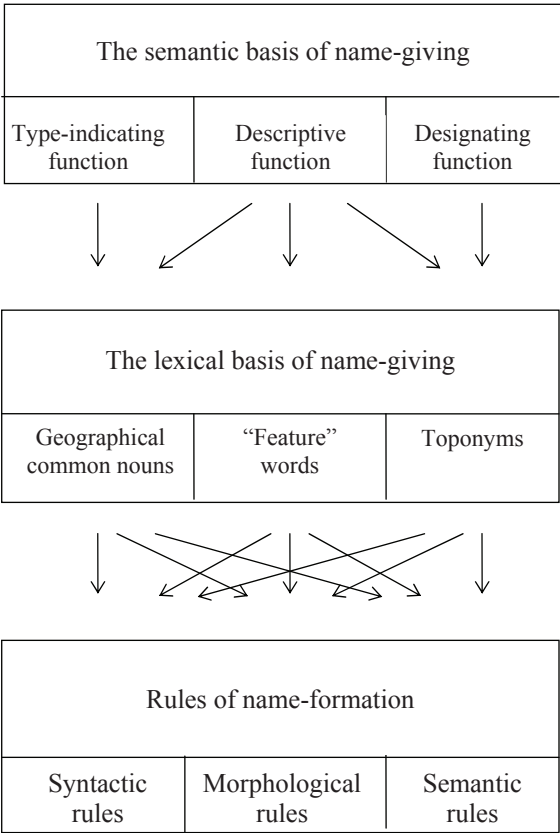 The semantic basis of name-giving
Type-indicating
function
Descriptive
function
Designating
function
The lexical basis of name-giving
Geographical
common nouns
“Feature”
words
Toponyms
Rules of name-formation
Syntactic
rules
Morphological
rules
Semantic
rules